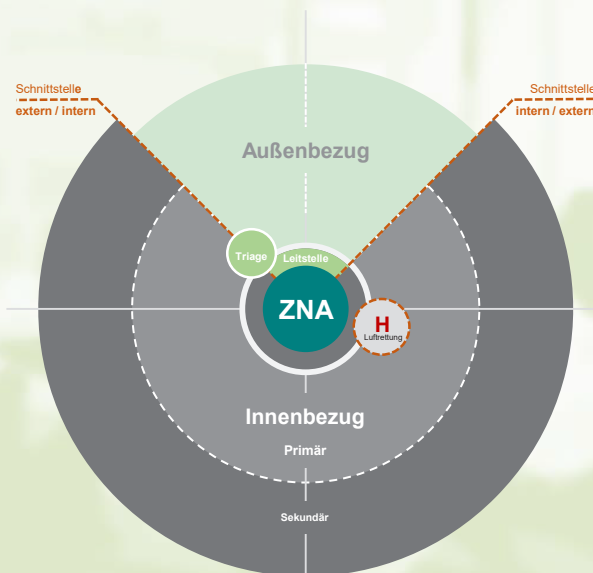 Schnittstelle
extern / intern
Schnittstelle
intern / extern
Außenbezug
Triage
Leitstelle
ZNA
H
Luftrettung
Innenbezug
Primär
Sekundär